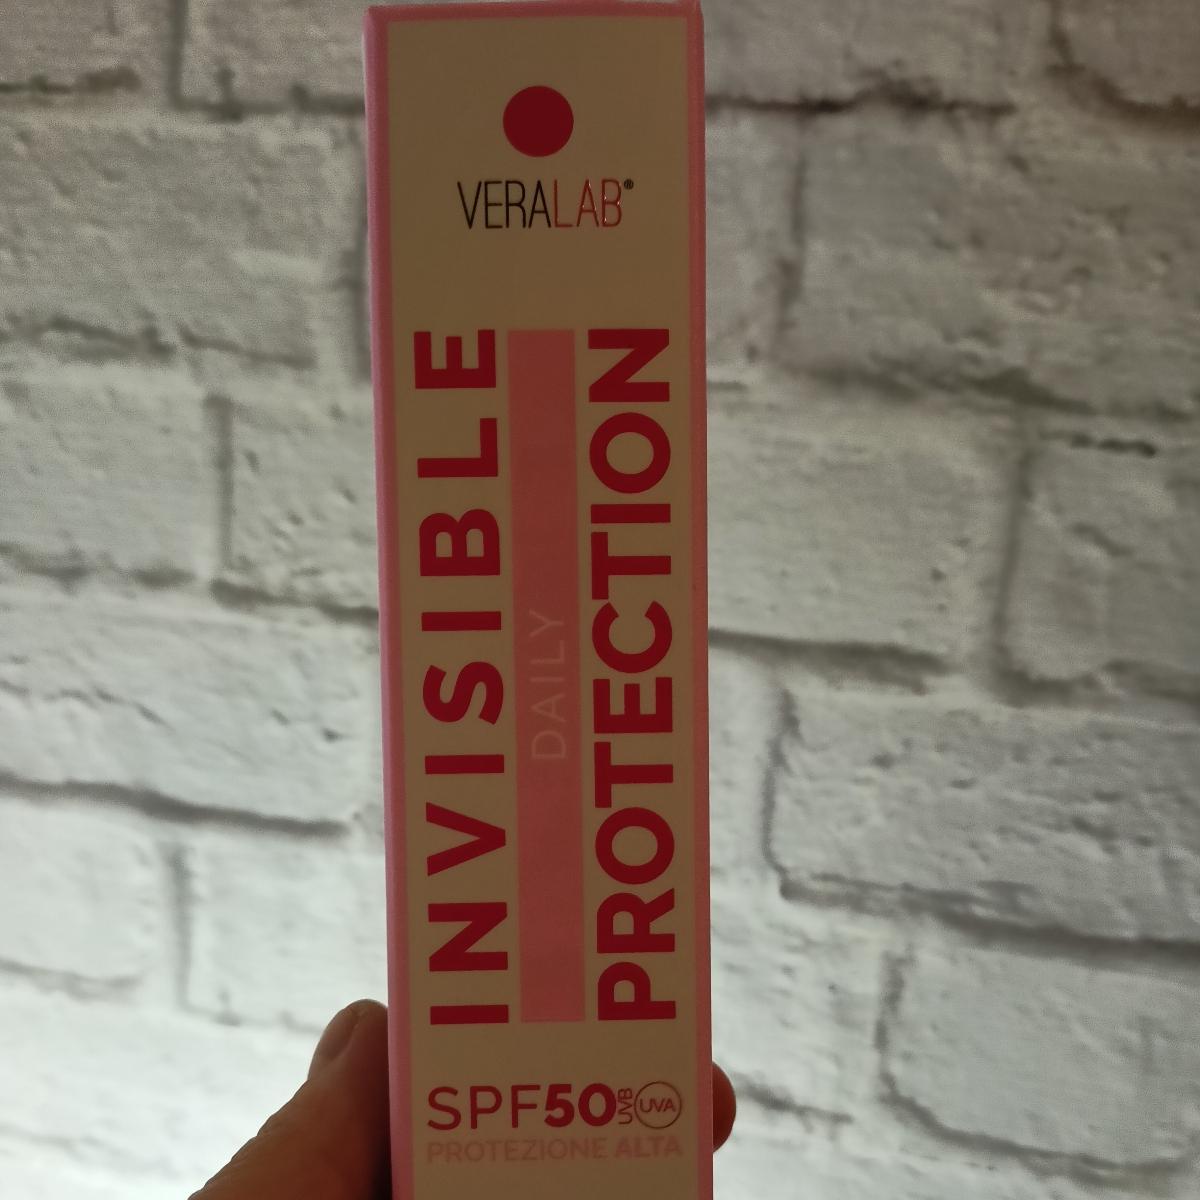 VERALAB®
INVISIBLE
DAILY
PROTECTION
SPF50 UVB UVA
PROTEZIONE ALTA